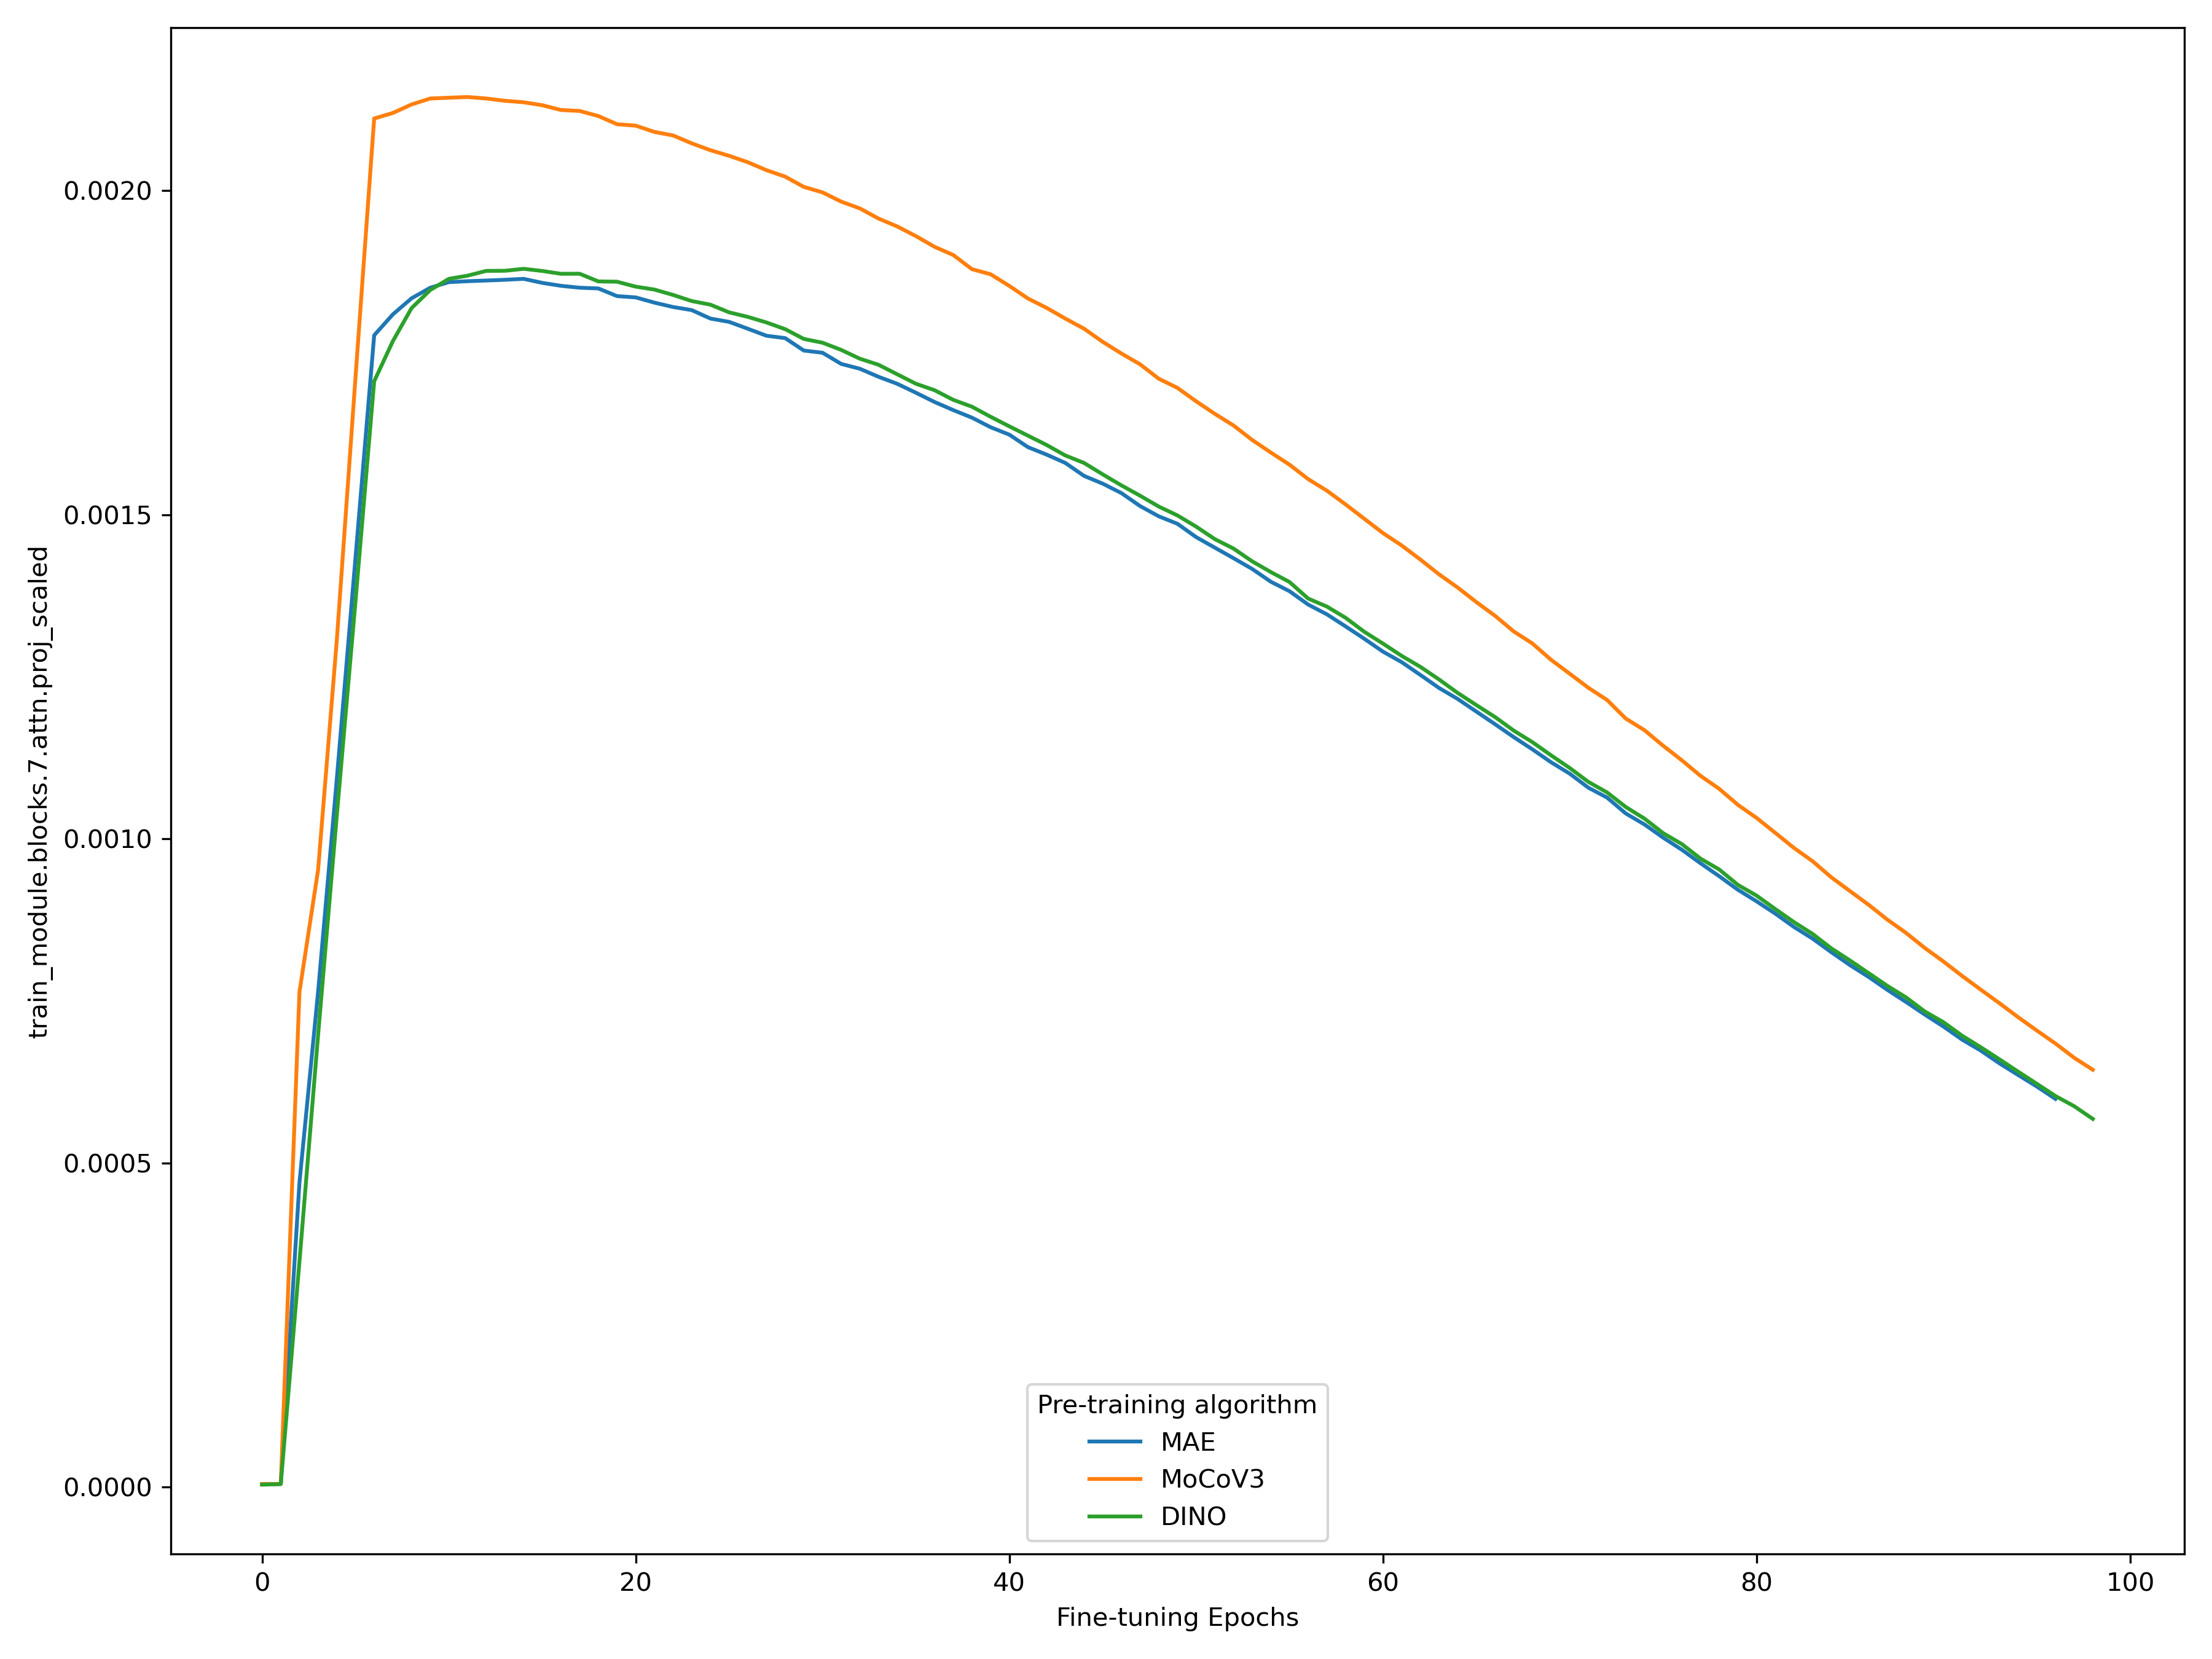 0.0020
0.0015
0.0010
0.0005
0.0000
train_module.blocks.7.attn.proj_scaled
0 20 40 60 80 100
Fine-tuning Epochs
Pre-training algorithm
MAE
MoCoV3
DINO